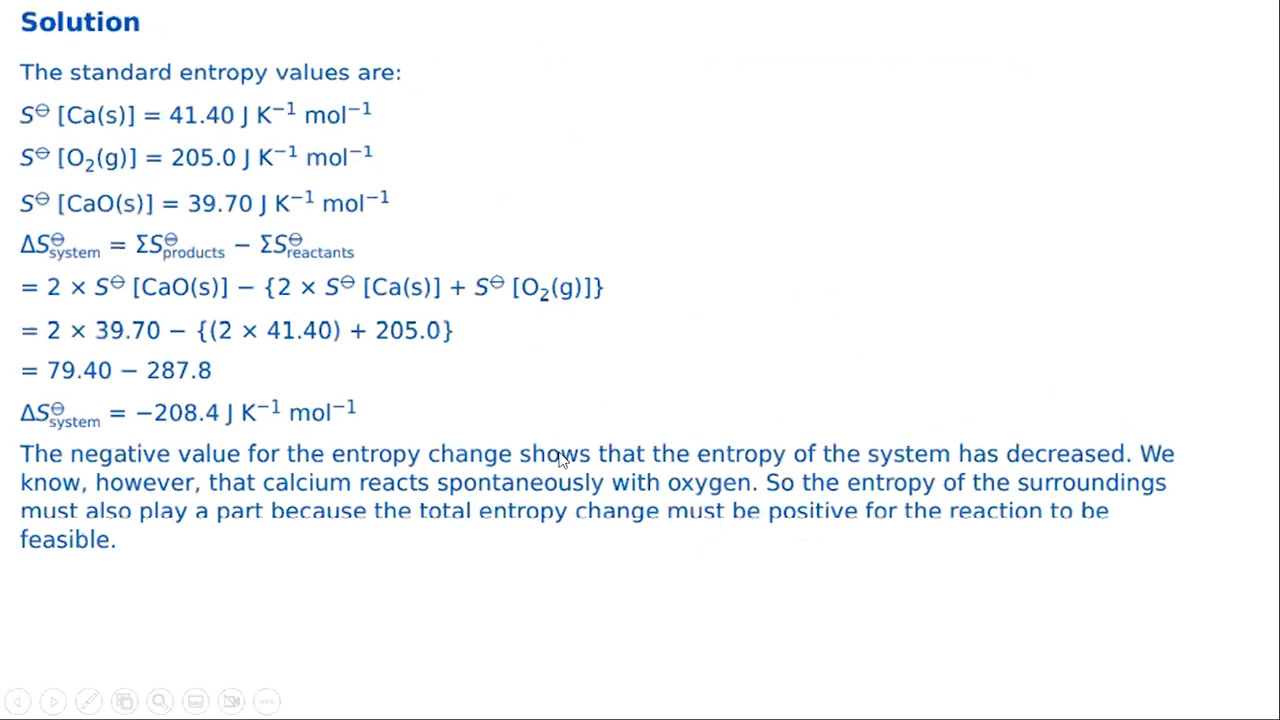 Solution
The standard entropy values are:
S⦵ [Ca(s)] = 41.40 J K⁻¹ mol⁻¹
S⦵ [O₂(g)] = 205.0 J K⁻¹ mol⁻¹
S⦵ [CaO(s)] = 39.70 J K⁻¹ mol⁻¹
ΔS⦵system = ΣS⦵products − ΣS⦵reactants
= 2 × S⦵ [CaO(s)] − {2 × S⦵ [Ca(s)] + S⦵ [O₂(g)]}
= 2 × 39.70 − {(2 × 41.40) + 205.0}
= 79.40 − 287.8
ΔS⦵system = −208.4 J K⁻¹ mol⁻¹
The negative value for the entropy change shows that the entropy of the system has decreased. We
know, however, that calcium reacts spontaneously with oxygen. So the entropy of the surroundings
must also play a part because the total entropy change must be positive for the reaction to be
feasible.